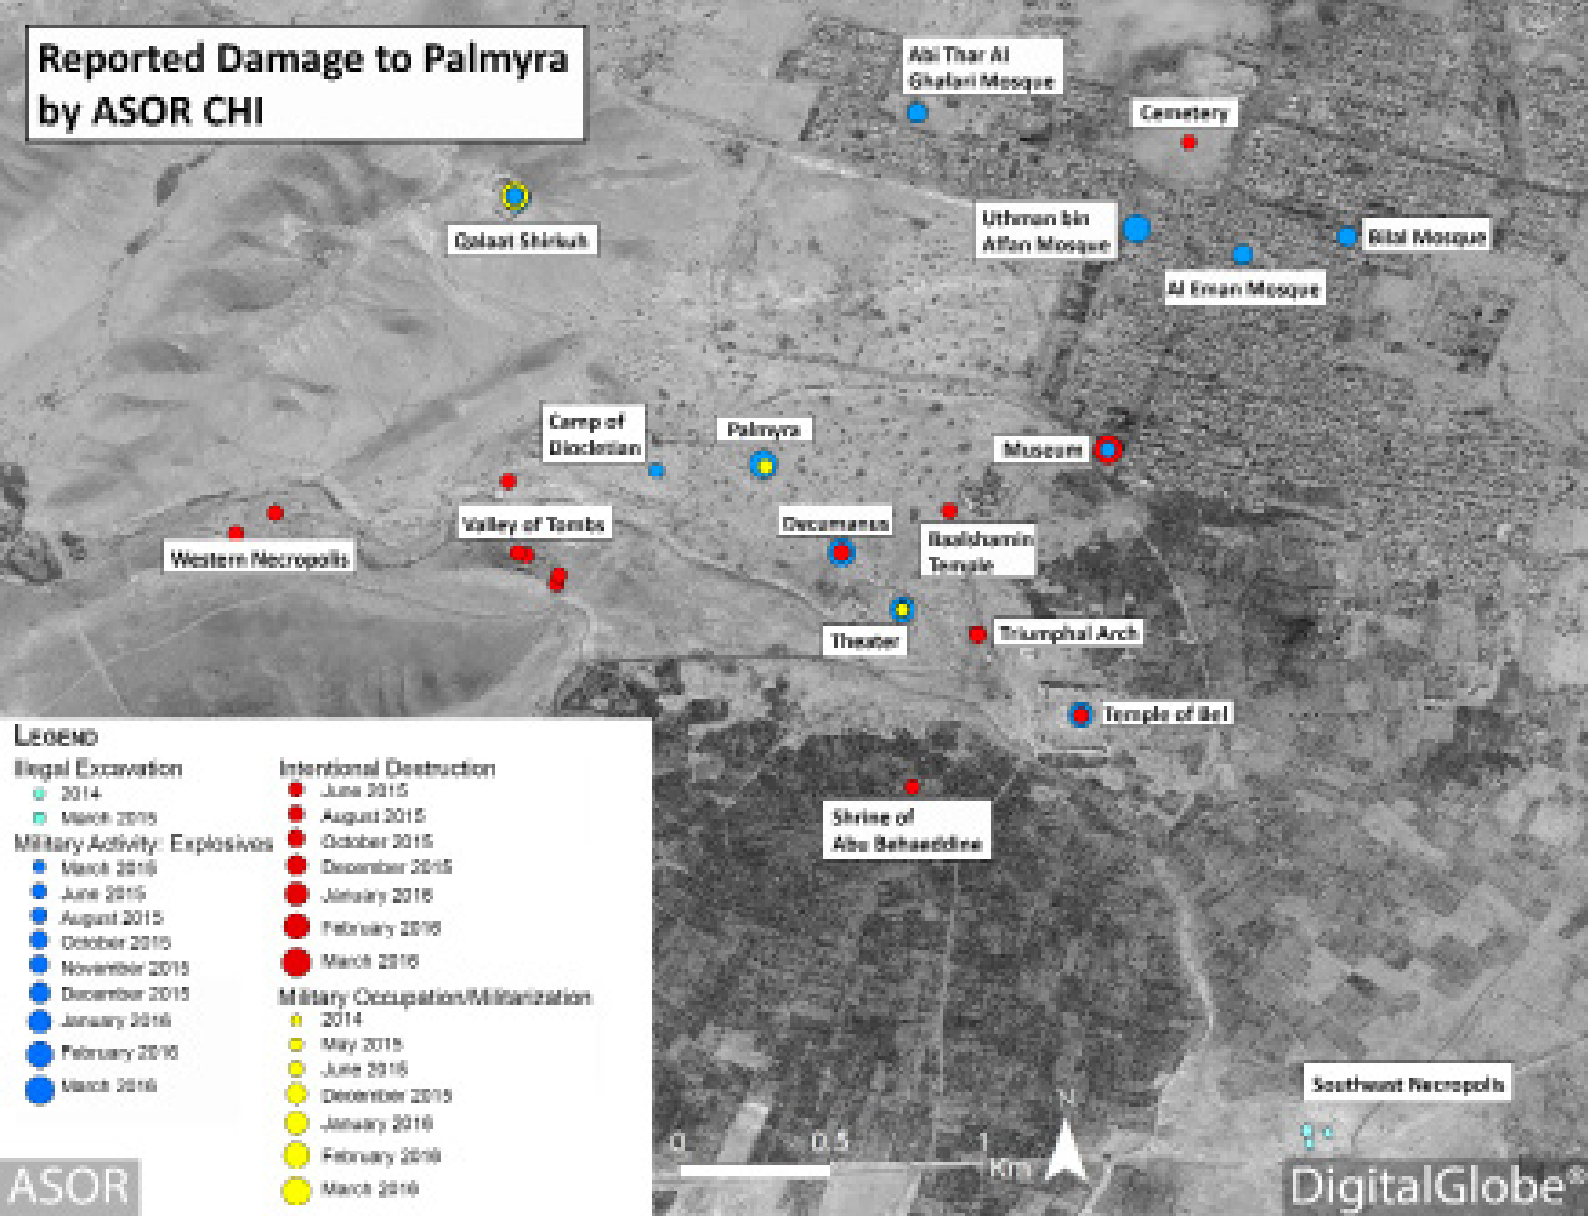 Reported Damage to Palmyra
by ASOR CHI
Abi Thar Al
Ghafari Mosque
Cemetery
Qalaat Shirkuh
Uthman bin
Affan Mosque
Bilal Mosque
Al Eman Mosque
Camp of
Diocletian
Palmyra
Museum
Valley of Tombs
Decumanus
Baalshamin
Temple
Western Necropolis
Theater
Triumphal Arch
Temple of Bel
Shrine of
Abu Behaeddine
LEGEND
Illegal Excavation
2014
March 2015
Military Activity: Explosives
March 2015
June 2015
August 2015
October 2015
November 2015
December 2015
January 2016
February 2016
March 2016
Intentional Destruction
June 2015
August 2015
October 2015
December 2015
January 2016
February 2016
March 2016
Military Occupation/Militarization
2014
May 2015
June 2015
December 2015
January 2016
February 2016
March 2016
Southeast Necropolis
0 0.5 1
Km
N
ASOR
DigitalGlobe®